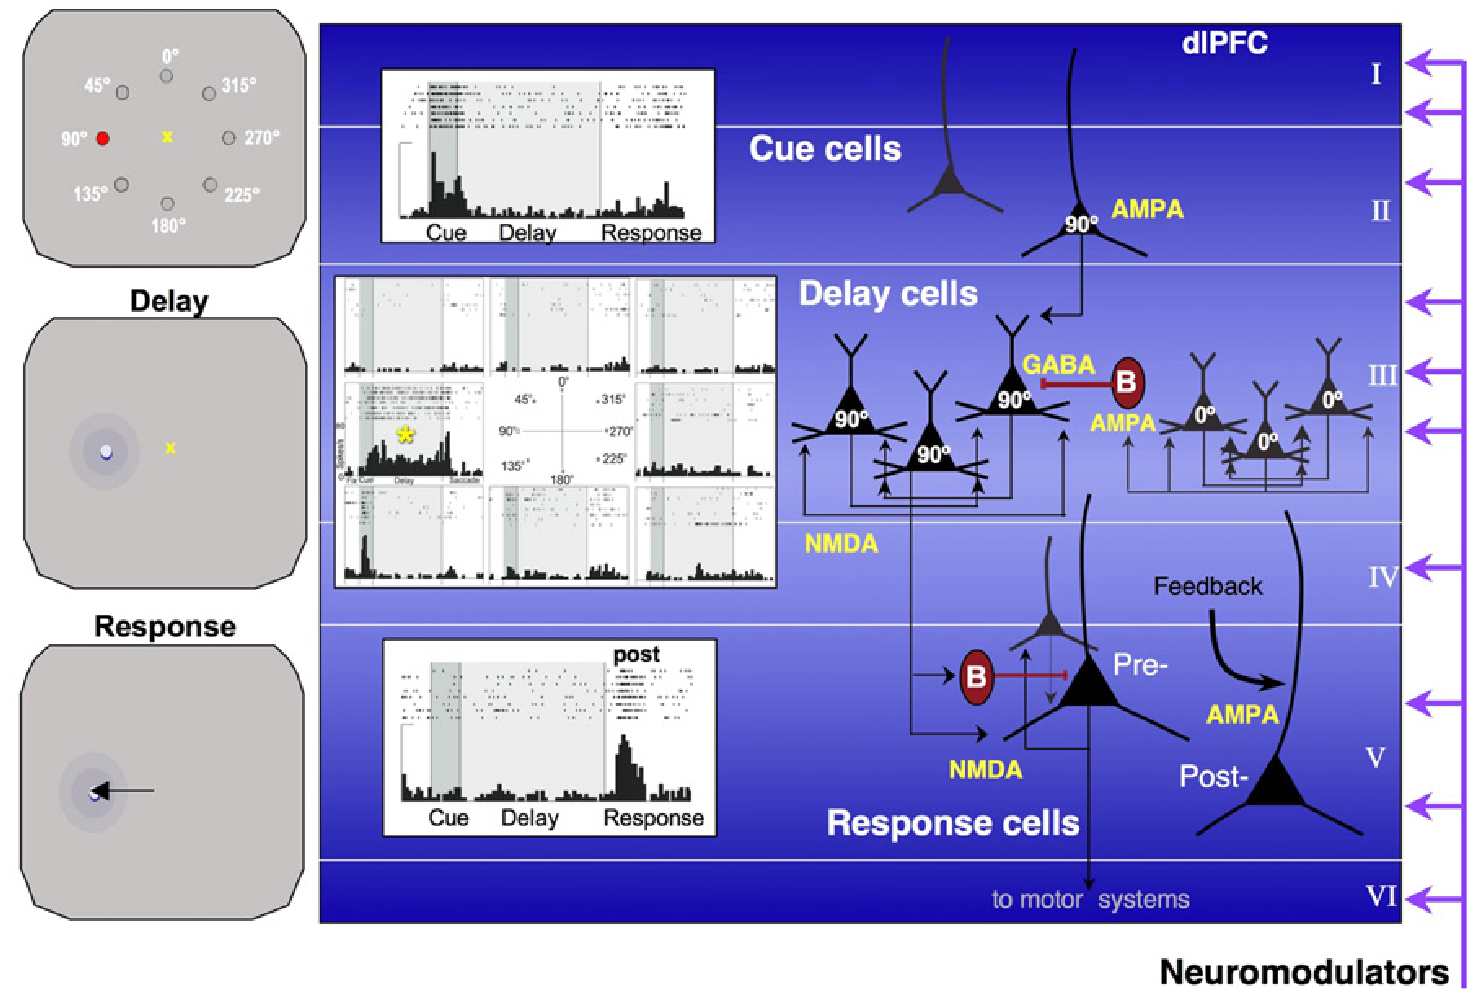 0°
45°
315°
90°
x
270°
135°
225°
180°
Delay
x
Response
dlPFC
I
Cue cells
AMPA
90°
II
Cue
Delay
Response
Delay cells
GABA
B
III
90°
90°
90°
AMPA
0°
0°
0°
NMDA
0°
45°
315°
90°
270°
135°
225°
180°
Spikes/s
Fix
Cue
Delay
Saccade
IV
Feedback
post
B
Pre-
AMPA
NMDA
Post-
V
Cue
Delay
Response
Response cells
to motor systems
VI
Neuromodulators